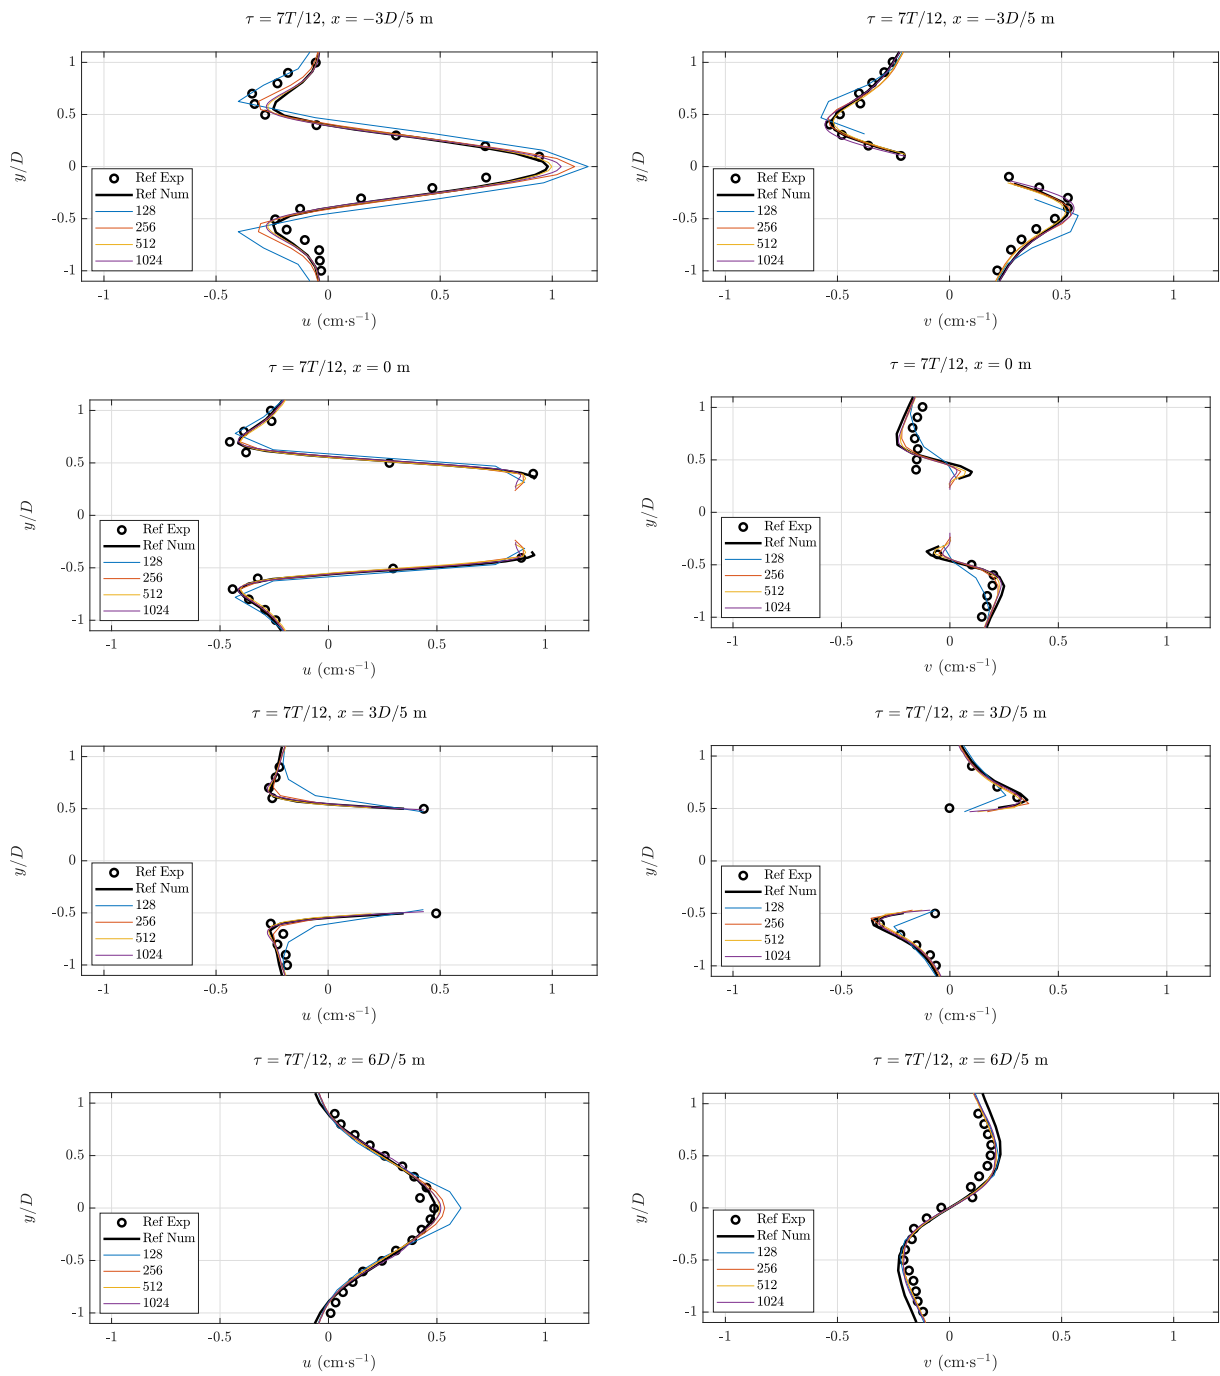 τ = 7T/12, x = −3D/5 m
y/D
1
0.5
0
-0.5
-1
Ref Exp
Ref Num
128
256
512
1024
-1 -0.5 0 0.5 1
u (cm·s⁻¹)
τ = 7T/12, x = −3D/5 m
y/D
1
0.5
0
-0.5
-1
Ref Exp
Ref Num
128
256
512
1024
-1 -0.5 0 0.5 1
v (cm·s⁻¹)
τ = 7T/12, x = 0 m
y/D
1
0.5
0
-0.5
-1
Ref Exp
Ref Num
128
256
512
1024
-1 -0.5 0 0.5 1
u (cm·s⁻¹)
τ = 7T/12, x = 0 m
y/D
1
0.5
0
-0.5
-1
Ref Exp
Ref Num
128
256
512
1024
-1 -0.5 0 0.5 1
v (cm·s⁻¹)
τ = 7T/12, x = 3D/5 m
y/D
1
0.5
0
-0.5
-1
Ref Exp
Ref Num
128
256
512
1024
-1 -0.5 0 0.5 1
u (cm·s⁻¹)
τ = 7T/12, x = 3D/5 m
y/D
1
0.5
0
-0.5
-1
Ref Exp
Ref Num
128
256
512
1024
-1 -0.5 0 0.5 1
v (cm·s⁻¹)
τ = 7T/12, x = 6D/5 m
y/D
1
0.5
0
-0.5
-1
Ref Exp
Ref Num
128
256
512
1024
-1 -0.5 0 0.5 1
u (cm·s⁻¹)
τ = 7T/12, x = 6D/5 m
y/D
1
0.5
0
-0.5
-1
Ref Exp
Ref Num
128
256
512
1024
-1 -0.5 0 0.5 1
v (cm·s⁻¹)